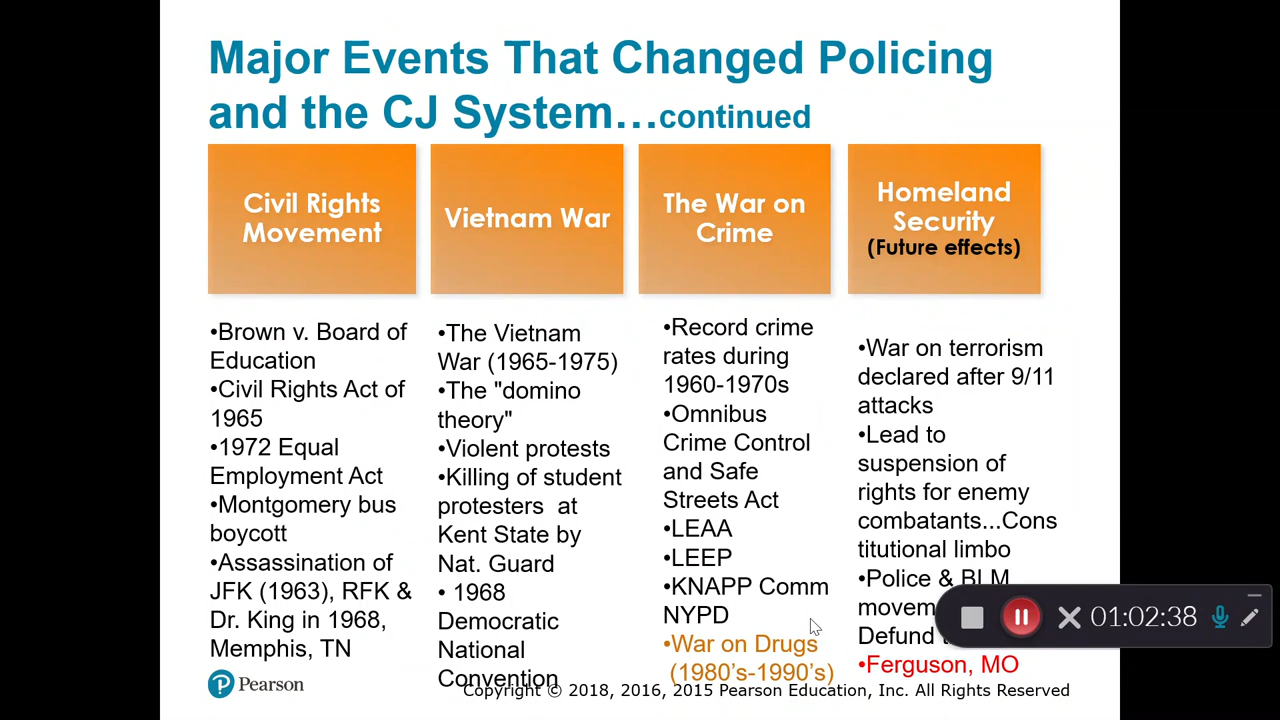 Major Events That Changed Policing
and the CJ System…continued
Civil Rights
Movement
•Brown v. Board of
Education
•Civil Rights Act of
1965
•1972 Equal
Employment Act
•Montgomery bus
boycott
•Assassination of
JFK (1963), RFK &
Dr. King in 1968,
Memphis, TN
Vietnam War
•The Vietnam
War (1965-1975)
•The "domino
theory"
•Violent protests
•Killing of student
protesters at
Kent State by
Nat. Guard
• 1968
Democratic
National
Convention
The War on
Crime
•Record crime
rates during
1960-1970s
•Omnibus
Crime Control
and Safe
Streets Act
•LEAA
•LEEP
•KNAPP Comm
NYPD
•War on Drugs
(1980's-1990's)
Homeland
Security
(Future effects)
•War on terrorism
declared after 9/11
attacks
•Lead to
suspension of
rights for enemy
combatants...Cons
titutional limbo
•Police & BLM
Defund
•Ferguson, MO
01:02:38
P Pearson
Copyright © 2018, 2016, 2015 Pearson Education, Inc. All Rights Reserved